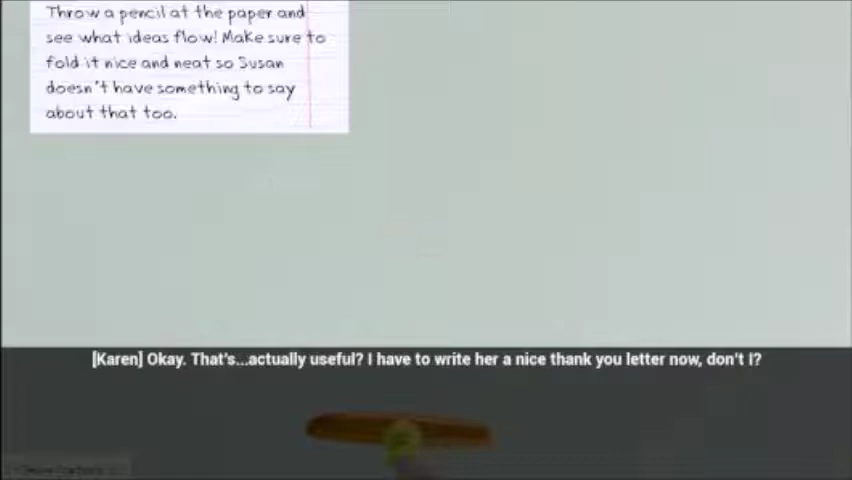 Throw a pencil at the paper and
see what ideas flow! Make sure to
fold it nice and neat so Susan
doesn't have something to say
about that too.
[Karen] Okay. That's...actually useful? I have to write her a nice thank you letter now, don't I?